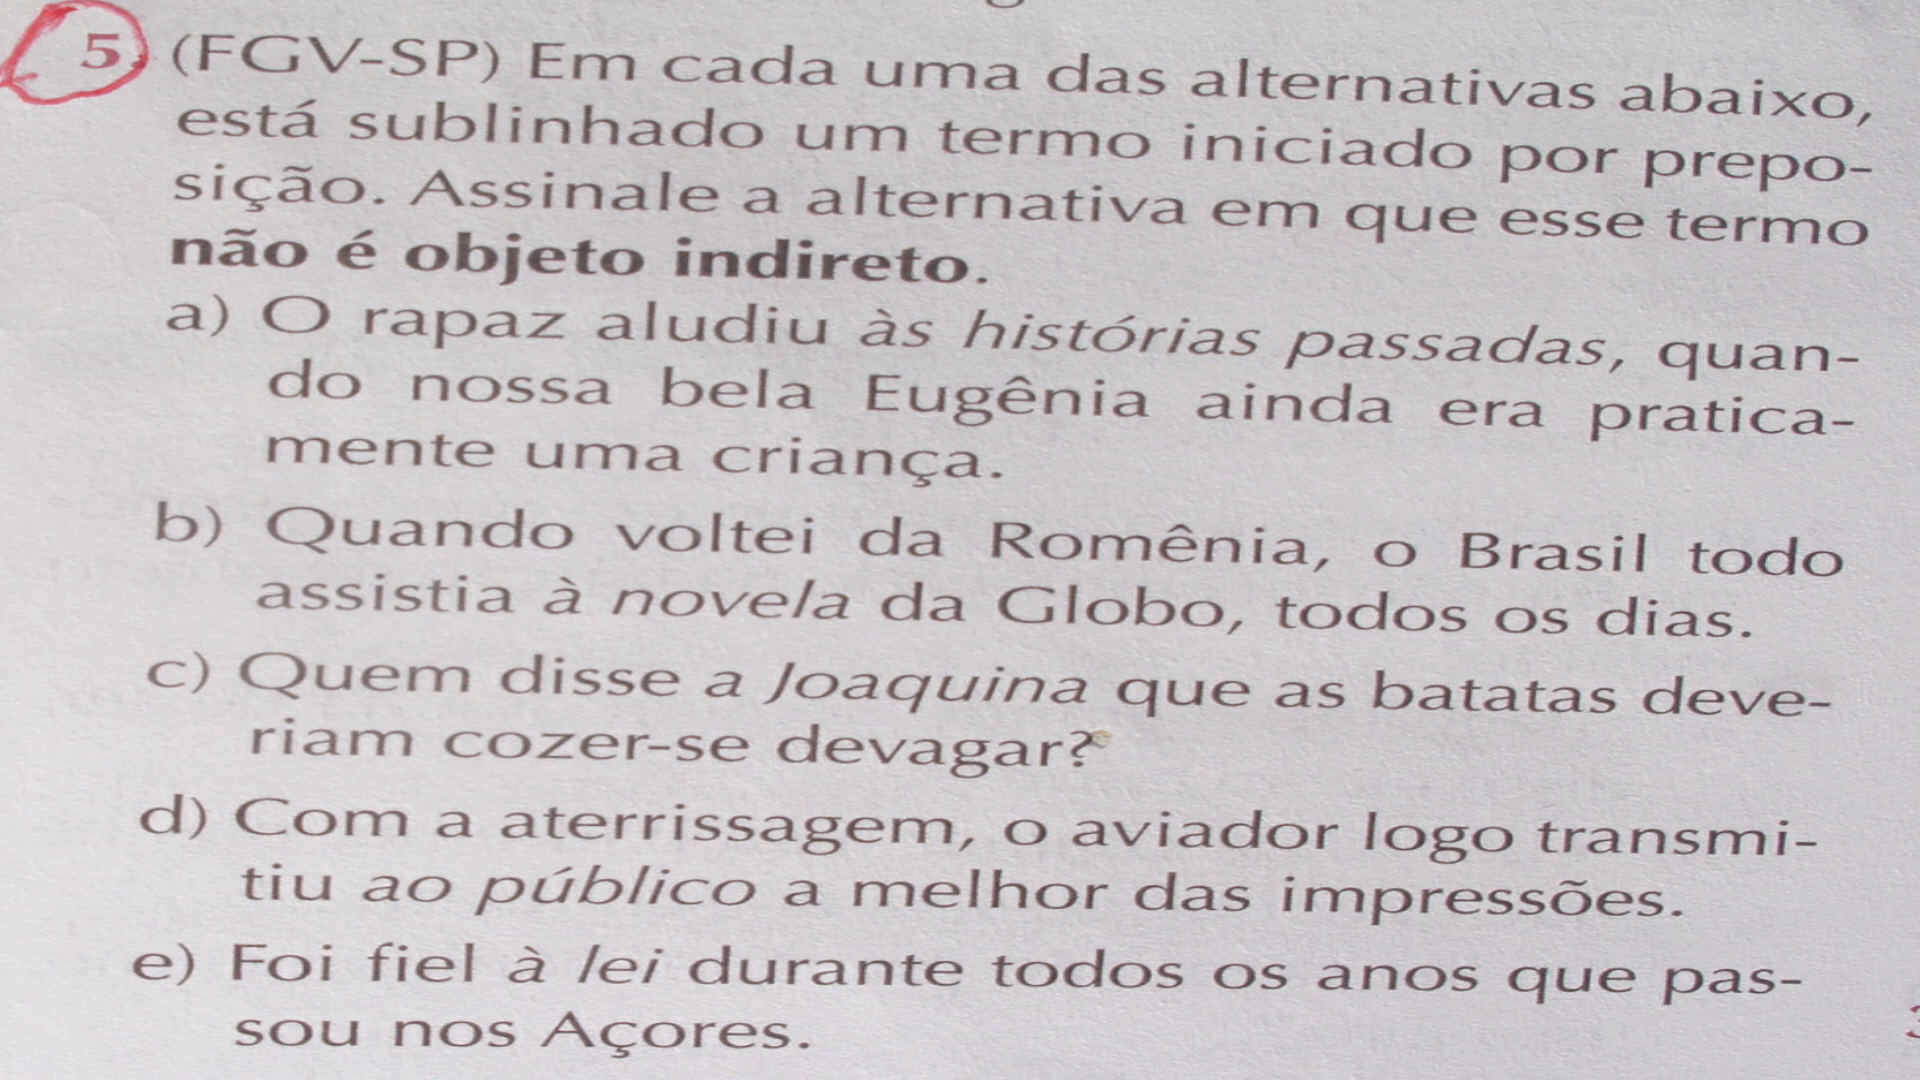 5. (FGV-SP) Em cada uma das alternativas abaixo,
está sublinhado um termo iniciado por prepo-
sição. Assinale a alternativa em que esse termo
não é objeto indireto.
a) O rapaz aludiu às histórias passadas, quan-
do nossa bela Eugênia ainda era pratica-
mente uma criança.
b) Quando voltei da Romênia, o Brasil todo
assistia à novela da Globo, todos os dias.
c) Quem disse a Joaquina que as batatas deve-
riam cozer-se devagar?
d) Com a aterrissagem, o aviador logo transmi-
tiu ao público a melhor das impressões.
e) Foi fiel à lei durante todos os anos que pas-
sou nos Açores.